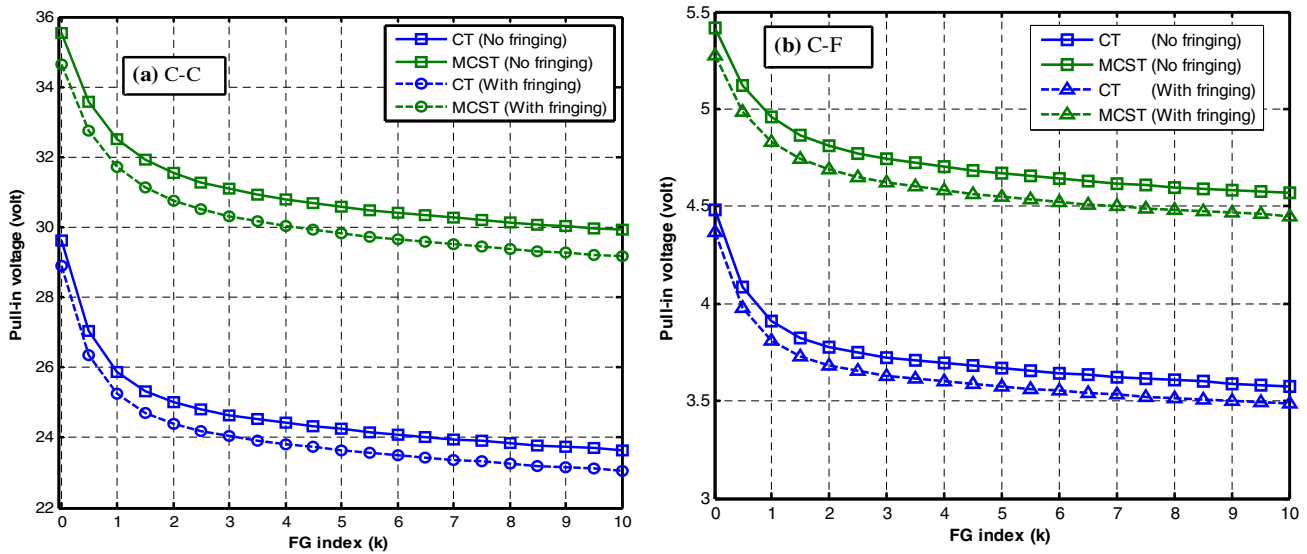 (a) C-C
CT (No fringing)
MCST (No fringing)
CT (With fringing)
MCST (With fringing)
Pull-in voltage (volt)
36
34
32
30
28
26
24
22
0 1 2 3 4 5 6 7 8 9 10
FG index (k)
(b) C-F
CT (No fringing)
MCST (No fringing)
CT (With fringing)
MCST (With fringing)
Pull-in voltage (volt)
5.5
5
4.5
4
3.5
3
0 1 2 3 4 5 6 7 8 9 10
FG index (k)